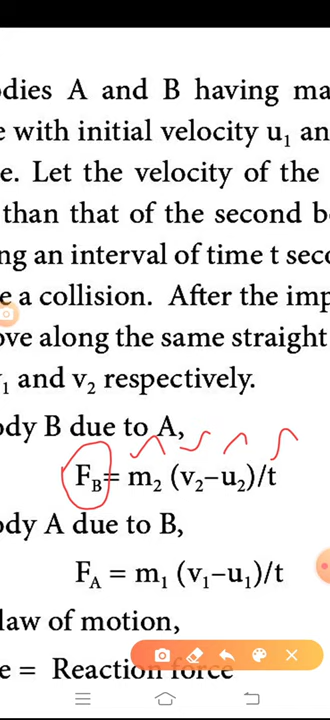 dies A and B having ma
with initial velocity u₁ an
e. Let the velocity of the
than that of the second b
ng an interval of time t sec
e a collision. After the imp
ove along the same straight
₁ and v₂ respectively.
ody B due to A,
F_B = m₂ (v₂−u₂)/t
ody A due to B,
F_A = m₁ (v₁−u₁)/t
law of motion,
e = Reaction force